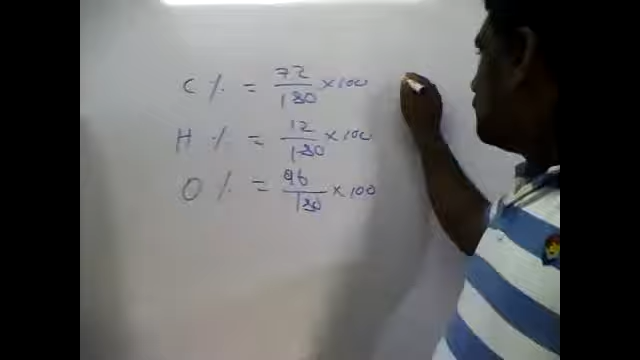 C % = 72/180 × 100
H % = 12/180 × 100
O % = 96/180 × 100